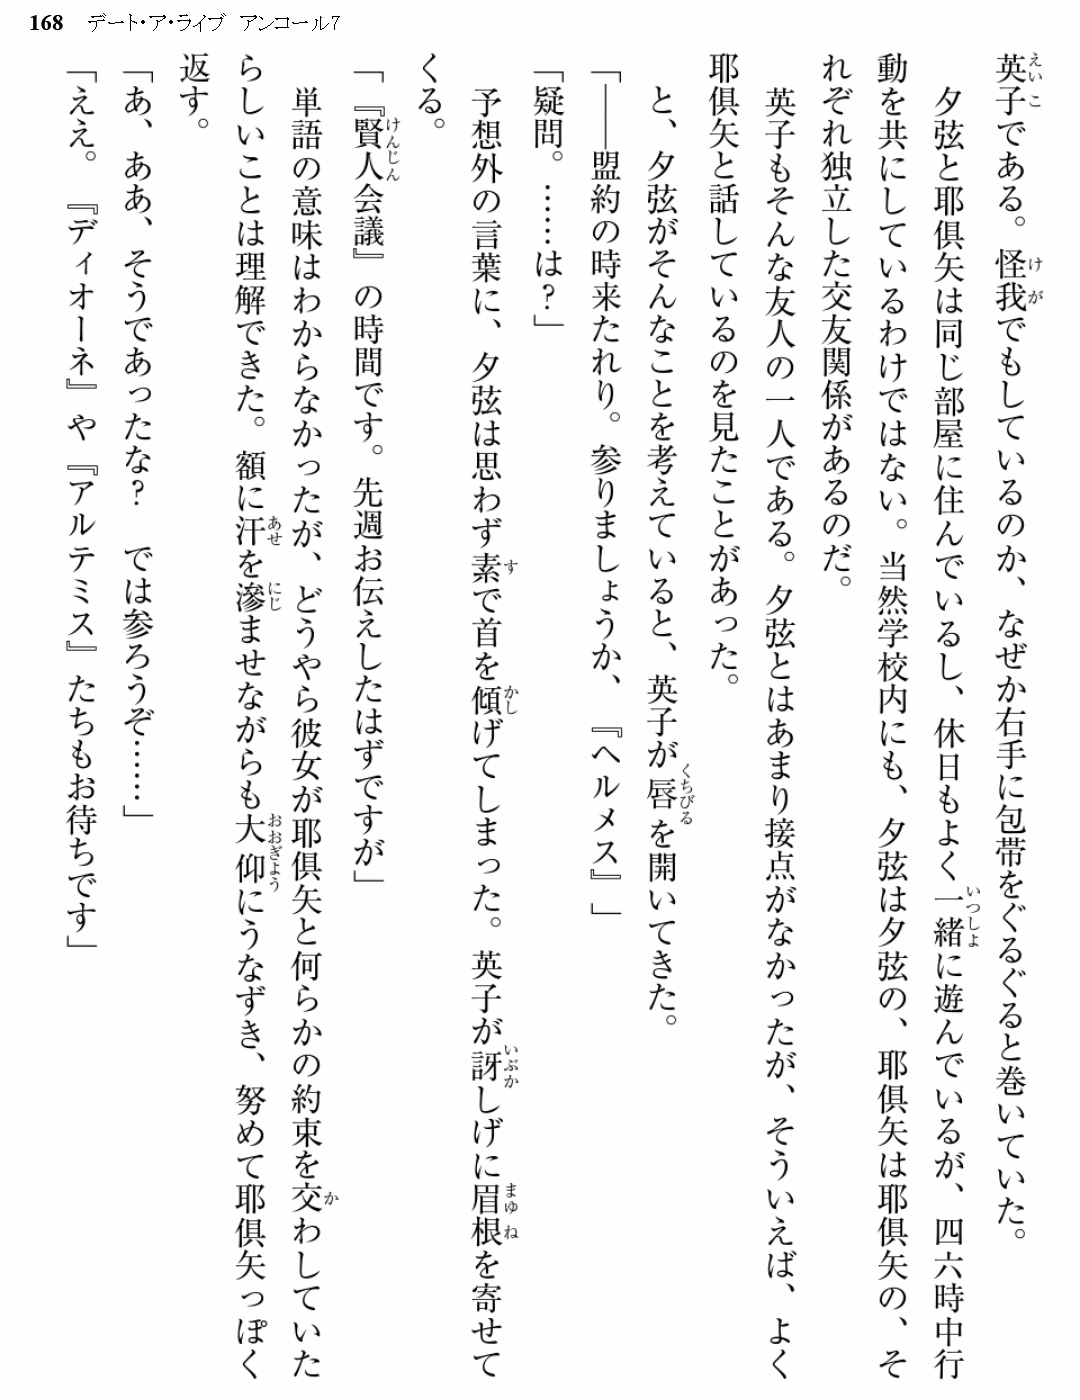 168 デート・ア・ライブ アンコール7
英子である。怪我でもしているのか、なぜか右手に包帯をぐるぐると巻いていた。
夕弦と耶倶矢は同じ部屋に住んでいるし、休日もよく一緒に遊んでいるが、四六時中行
動を共にしているわけではない。当然学校内にも、夕弦は夕弦の、耶倶矢は耶倶矢の、そ
れぞれ独立した交友関係があるのだ。
英子もそんな友人の一人である。夕弦とはあまり接点がなかったが、そういえば、よく
耶倶矢と話しているのを見たことがあった。
と、夕弦がそんなことを考えていると、英子が唇を開いてきた。
「――盟約の時来たれり。参りましょうか、『ヘルメス』」
「疑問。……は?」
予想外の言葉に、夕弦は思わず素で首を傾げてしまった。英子が訝しげに眉根を寄せて
くる。
「『賢人会議』の時間です。先週お伝えしたはずですが」
単語の意味はわからなかったが、どうやら彼女が耶倶矢と何らかの約束を交わしていた
らしいことは理解できた。額に汗を滲ませながらも大仰にうなずき、努めて耶倶矢っぽく
返す。
「あ、ああ、そうであったな? では参ろうぞ……」
「ええ。『ディオーネ』や『アルテミス』たちもお待ちです」